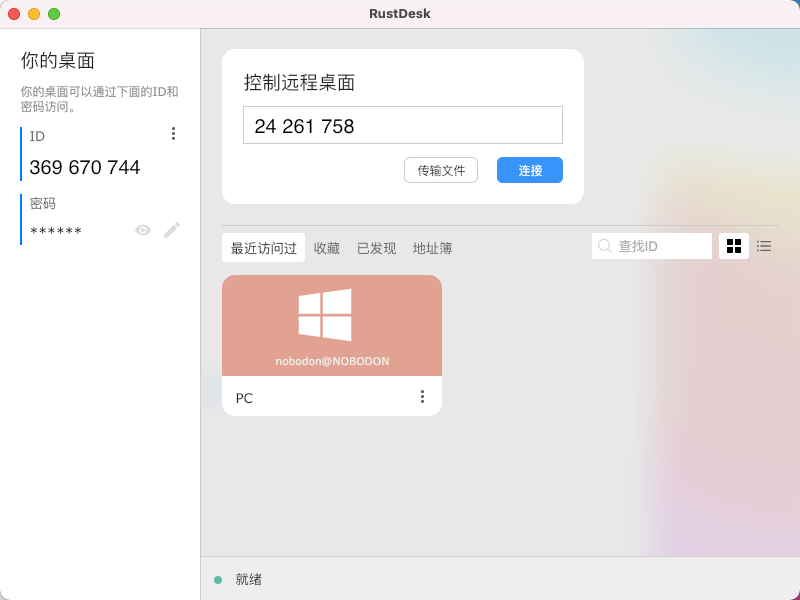 RustDesk
你的桌面
你的桌面可以通过下面的ID和
密码访问。
ID
369 670 744
密码
******
控制远程桌面
24 261 758
传输文件
连接
最近访问过 收藏 已发现 地址簿
查找ID
nobodon@NOBODON
PC
就绪